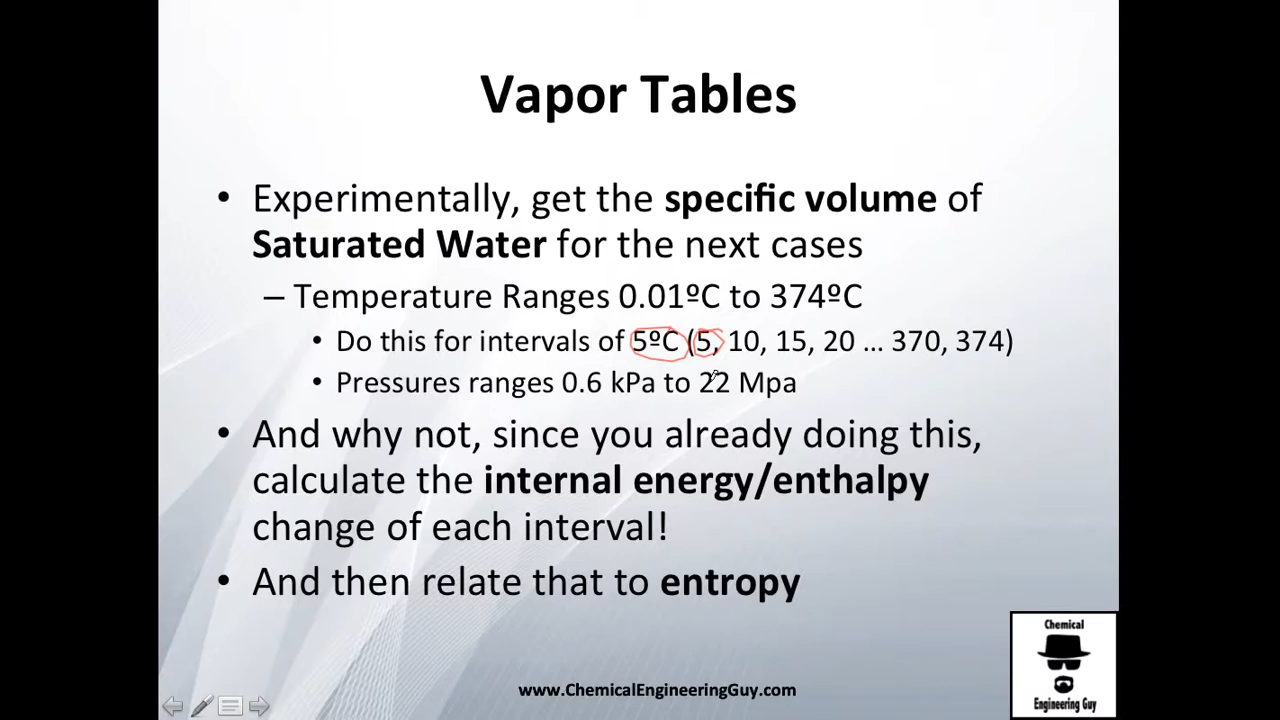 Vapor Tables
• Experimentally, get the specific volume of
Saturated Water for the next cases
– Temperature Ranges 0.01ºC to 374ºC
• Do this for intervals of 5ºC (5, 10, 15, 20 ... 370, 374)
• Pressures ranges 0.6 kPa to 22 Mpa
• And why not, since you already doing this,
calculate the internal energy/enthalpy
change of each interval!
• And then relate that to entropy
Chemical
Engineering Guy
www.ChemicalEngineeringGuy.com